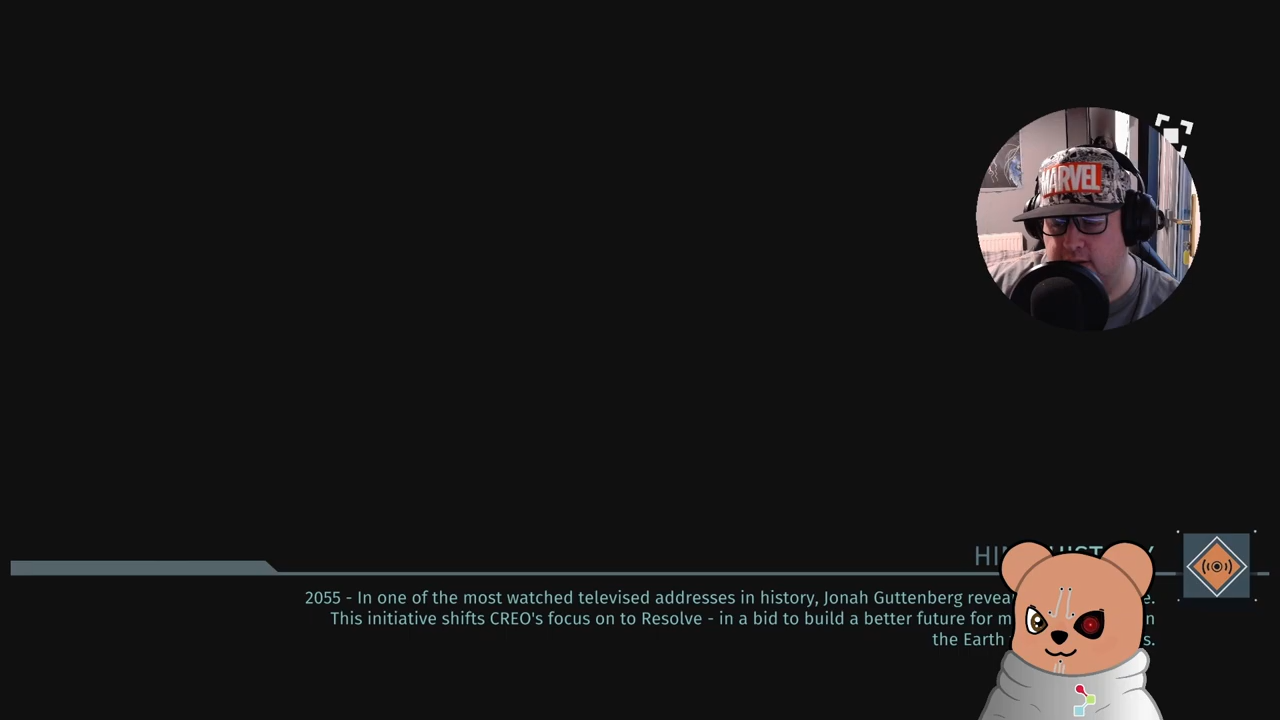 MARVEL
2055 - In one of the most watched televised addresses in history, Jonah Guttenberg
This initiative shifts CREO's focus on to Resolve - in a bid to build a better future for
the Earth